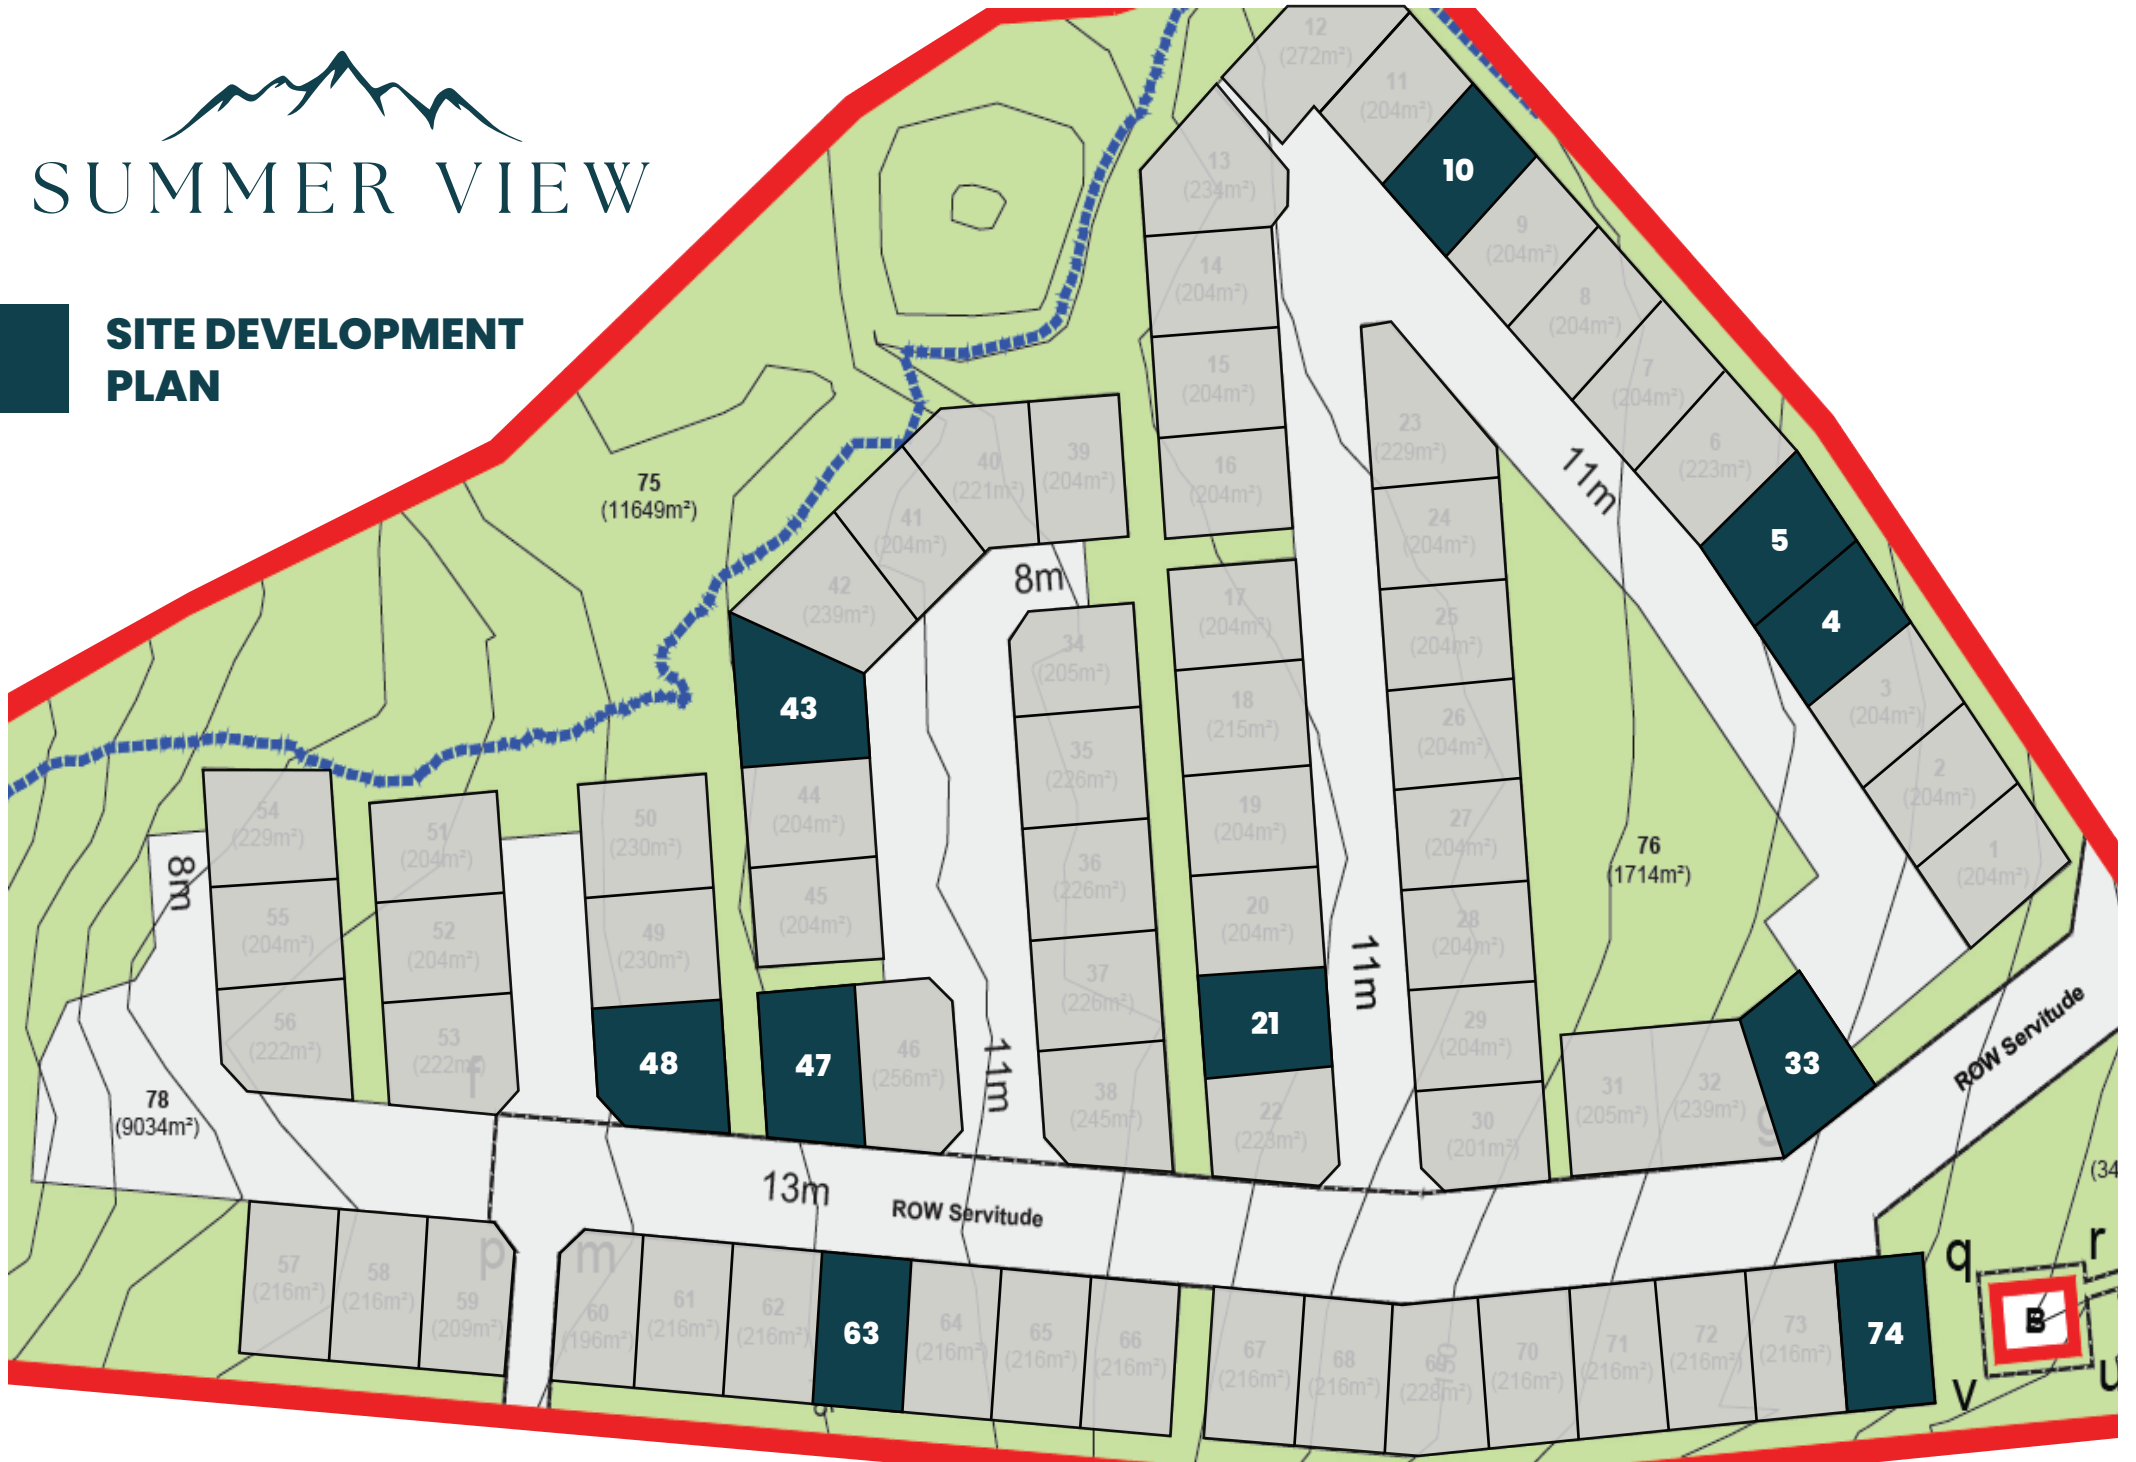 SUMMER VIEW
SITE DEVELOPMENT
PLAN
12
(272m²)
11
(204m²)
10
13
(234m²)
9
(204m²)
14
(204m²)
8
(204m²)
15
(204m²)
7
(204m²)
23
(229m²)
6
(223m²)
16
(204m²)
39
(204m²)
40
(221m²)
41
(204m²)
42
(239m²)
75
(11649m²)
11m
24
(204m²)
5
8m
17
(204m²)
25
(204m²)
4
34
(205m²)
43
18
(215m²)
26
(204m²)
3
(204m²)
35
(226m²)
2
(204m²)
44
(204m²)
19
(204m²)
27
(204m²)
1
(204m²)
54
(229m²)
51
(204m²)
50
(230m²)
76
(1714m²)
8m
36
(226m²)
45
(204m²)
20
(204m²)
28
(204m²)
55
(204m²)
52
(204m²)
49
(230m²)
11m
37
(226m²)
21
29
(204m²)
56
(222m²)
53
(222m²)
f
48
47
46
(256m²)
11m
38
(245m²)
22
(223m²)
30
(201m²)
31
(205m²)
32
(239m²)
g
33
ROW Servitude
78
(9034m²)
13m
ROW Servitude
(34
57
(216m²)
58
(216m²)
59
(209m²)
p
m
60
(196m²)
61
(216m²)
62
(216m²)
63
64
(216m²)
65
(216m²)
66
(216m²)
67
(216m²)
68
(216m²)
69
(228m²)
70
(216m²)
71
(216m²)
72
(216m²)
73
(216m²)
74
q
r
B
v
u